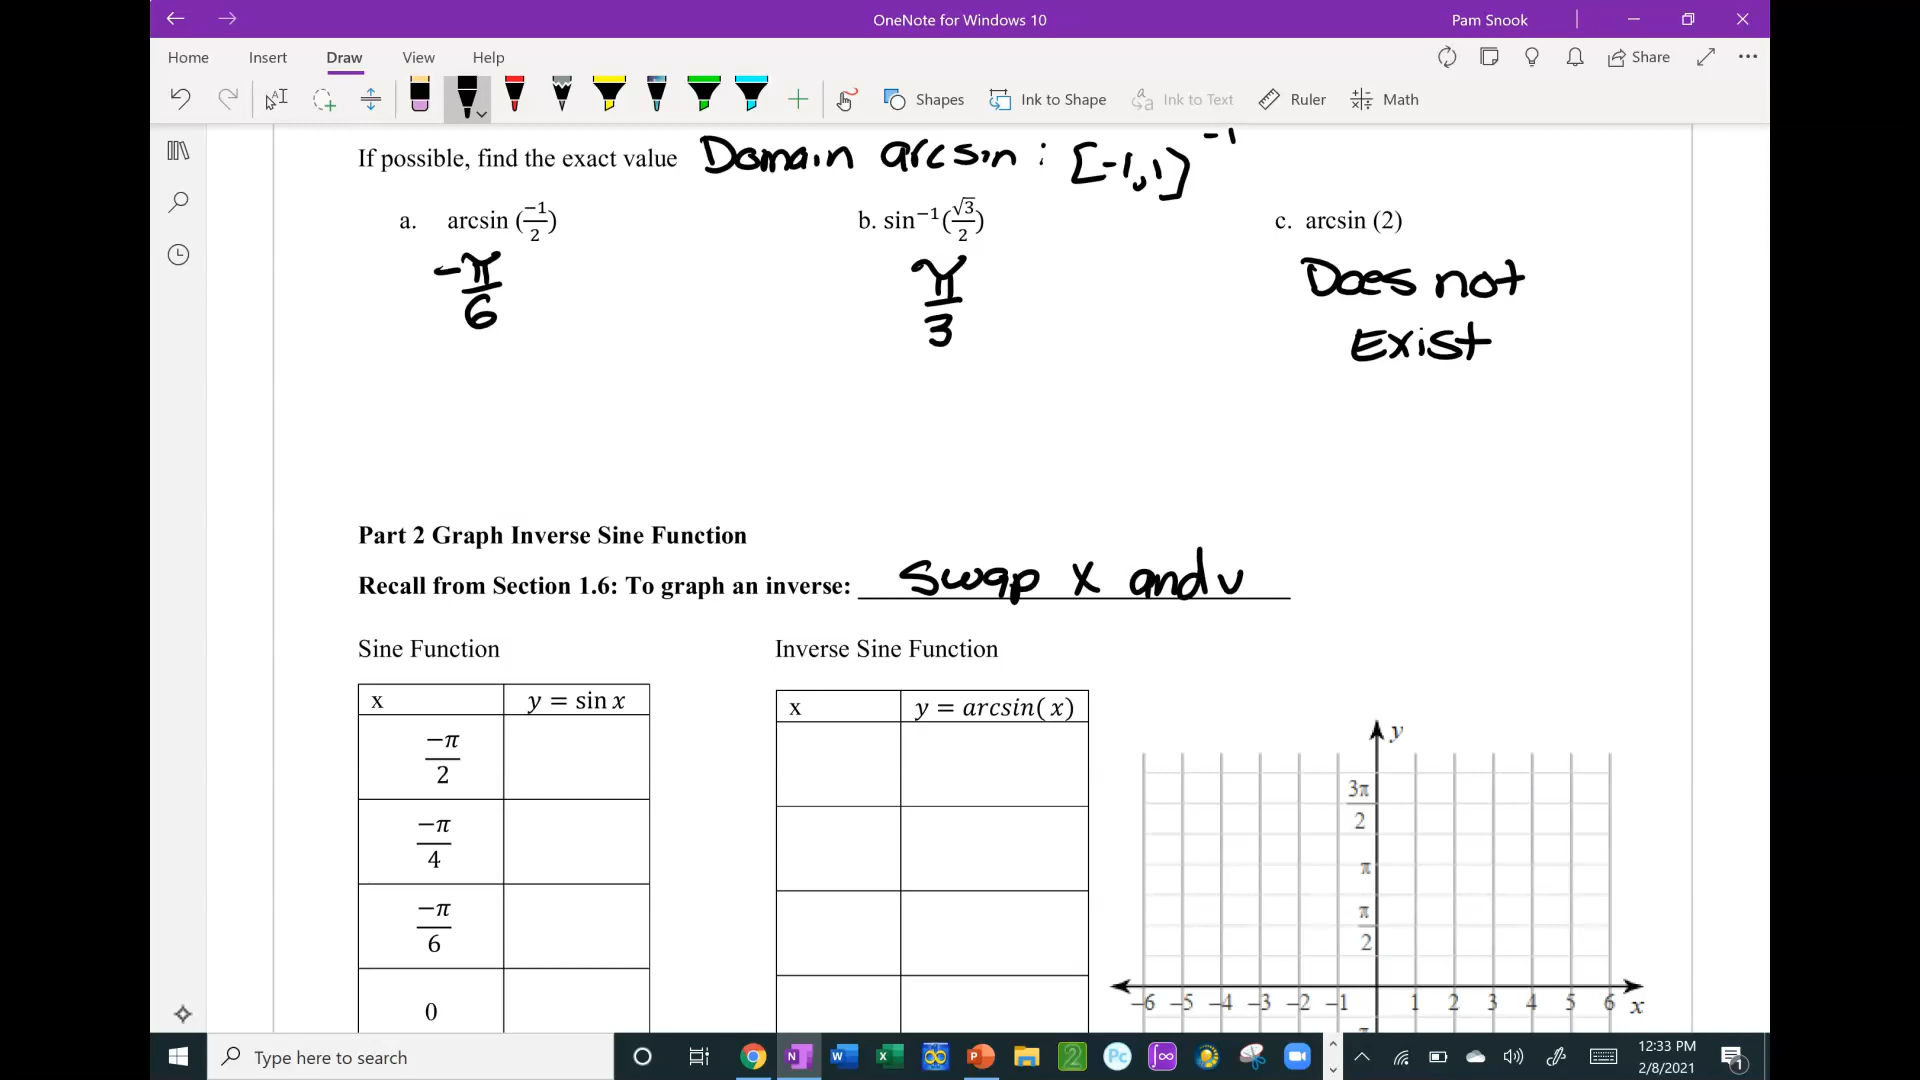 OneNote for Windows 10
Pam Snook
Home Insert Draw View Help
Share
Shapes Ink to Shape Ink to Text Ruler Math
If possible, find the exact value Domain arcsin : [-1,1]
-1
a. arcsin (−1/2) b. sin⁻¹(√3/2) c. arcsin (2)
-π/6 π/3 Does not
Exist
Part 2 Graph Inverse Sine Function
Recall from Section 1.6: To graph an inverse: swap x and v
Sine Function Inverse Sine Function
x y = sin x
x y = arcsin(x)
−π/2
−π/4
−π/6
0
y
3π/2
π
π/2
−6 −5 −4 −3 −2 −1 1 2 3 4 5 6 x
Type here to search
12:33 PM
2/8/2021
1